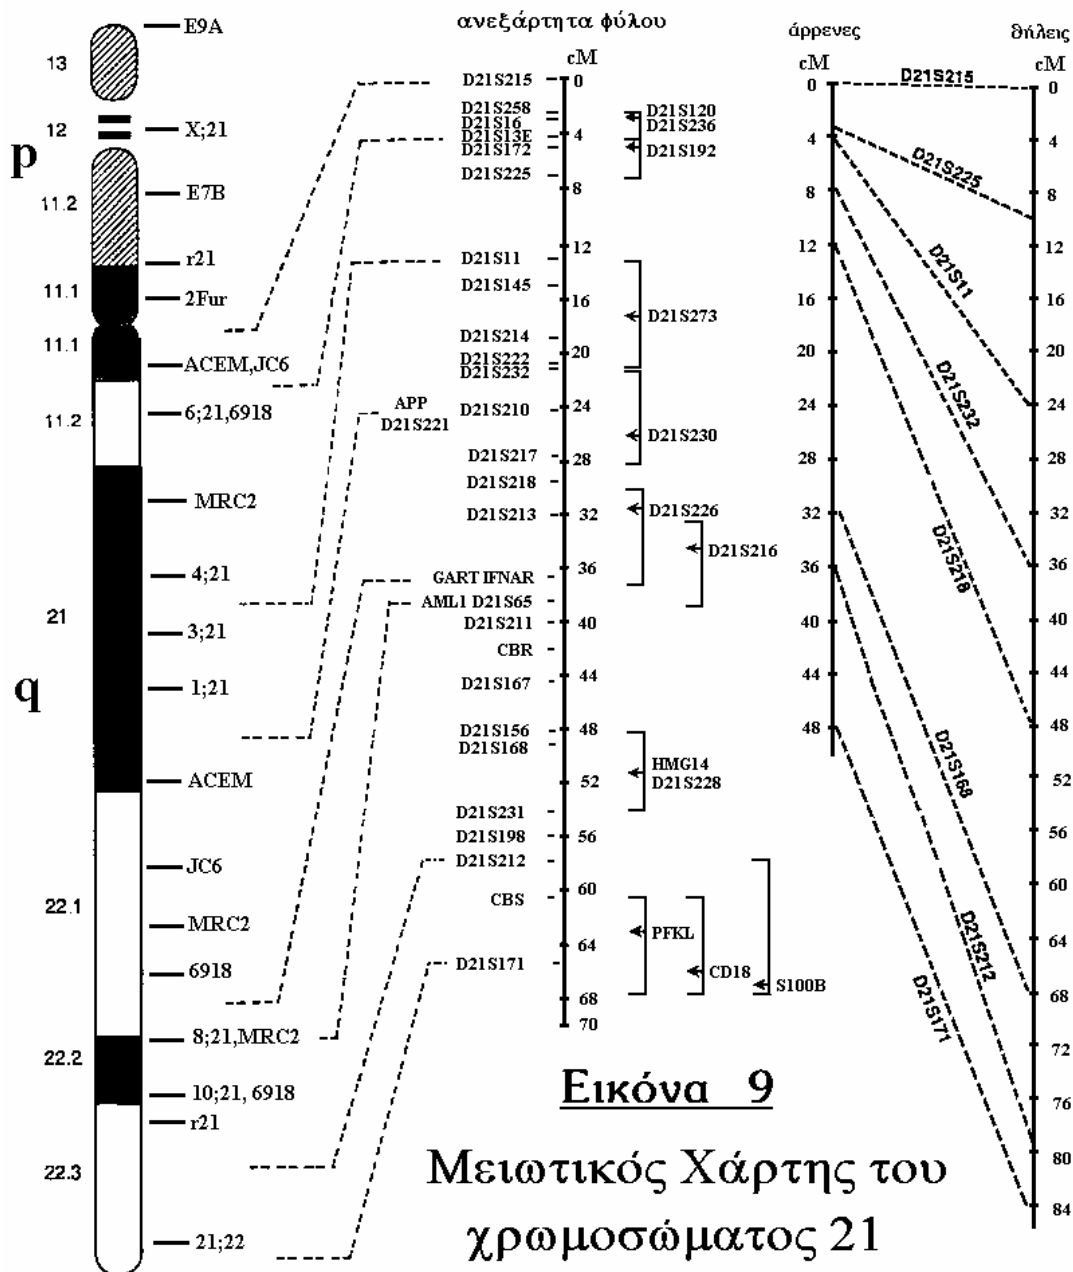 ανεξάρτητα φύλου
άρρενες
θήλεις
cM
cM
cM
p
q
13
12
11.2
11.1
11.1
11.2
21
22.1
22.2
22.3
E9A
X;21
E7B
r21
2Fur
ACEM,JC6
6;21,6918
MRC2
4;21
3;21
1;21
ACEM
JC6
MRC2
6918
8;21,MRC2
10;21, 6918
r21
21;22
D21S215
D21S258
D21S16
D21S13E
D21S172
D21S225
D21S11
D21S145
D21S214
D21S222
D21S232
APP
D21S221
D21S210
D21S217
D21S218
D21S213
GART IFNAR
AML1 D21S65
D21S211
CBR
D21S167
D21S156
D21S168
D21S231
D21S198
D21S212
CBS
D21S171
0
4
8
12
16
20
24
28
32
36
40
44
48
52
56
60
64
68
70
D21S120
D21S236
D21S192
D21S273
D21S230
D21S226
D21S216
HMG14
D21S228
PFKL
CD18
S100B
0
4
8
12
16
20
24
28
32
36
40
44
48
D21S215
D21S225
D21S11
D21S232
D21S218
D21S168
D21S212
D21S171
0
4
8
12
16
20
24
28
32
36
40
44
48
52
56
60
64
68
72
76
80
84
Εικόνα 9
Μειωτικός Χάρτης του
χρωμοσώματος 21